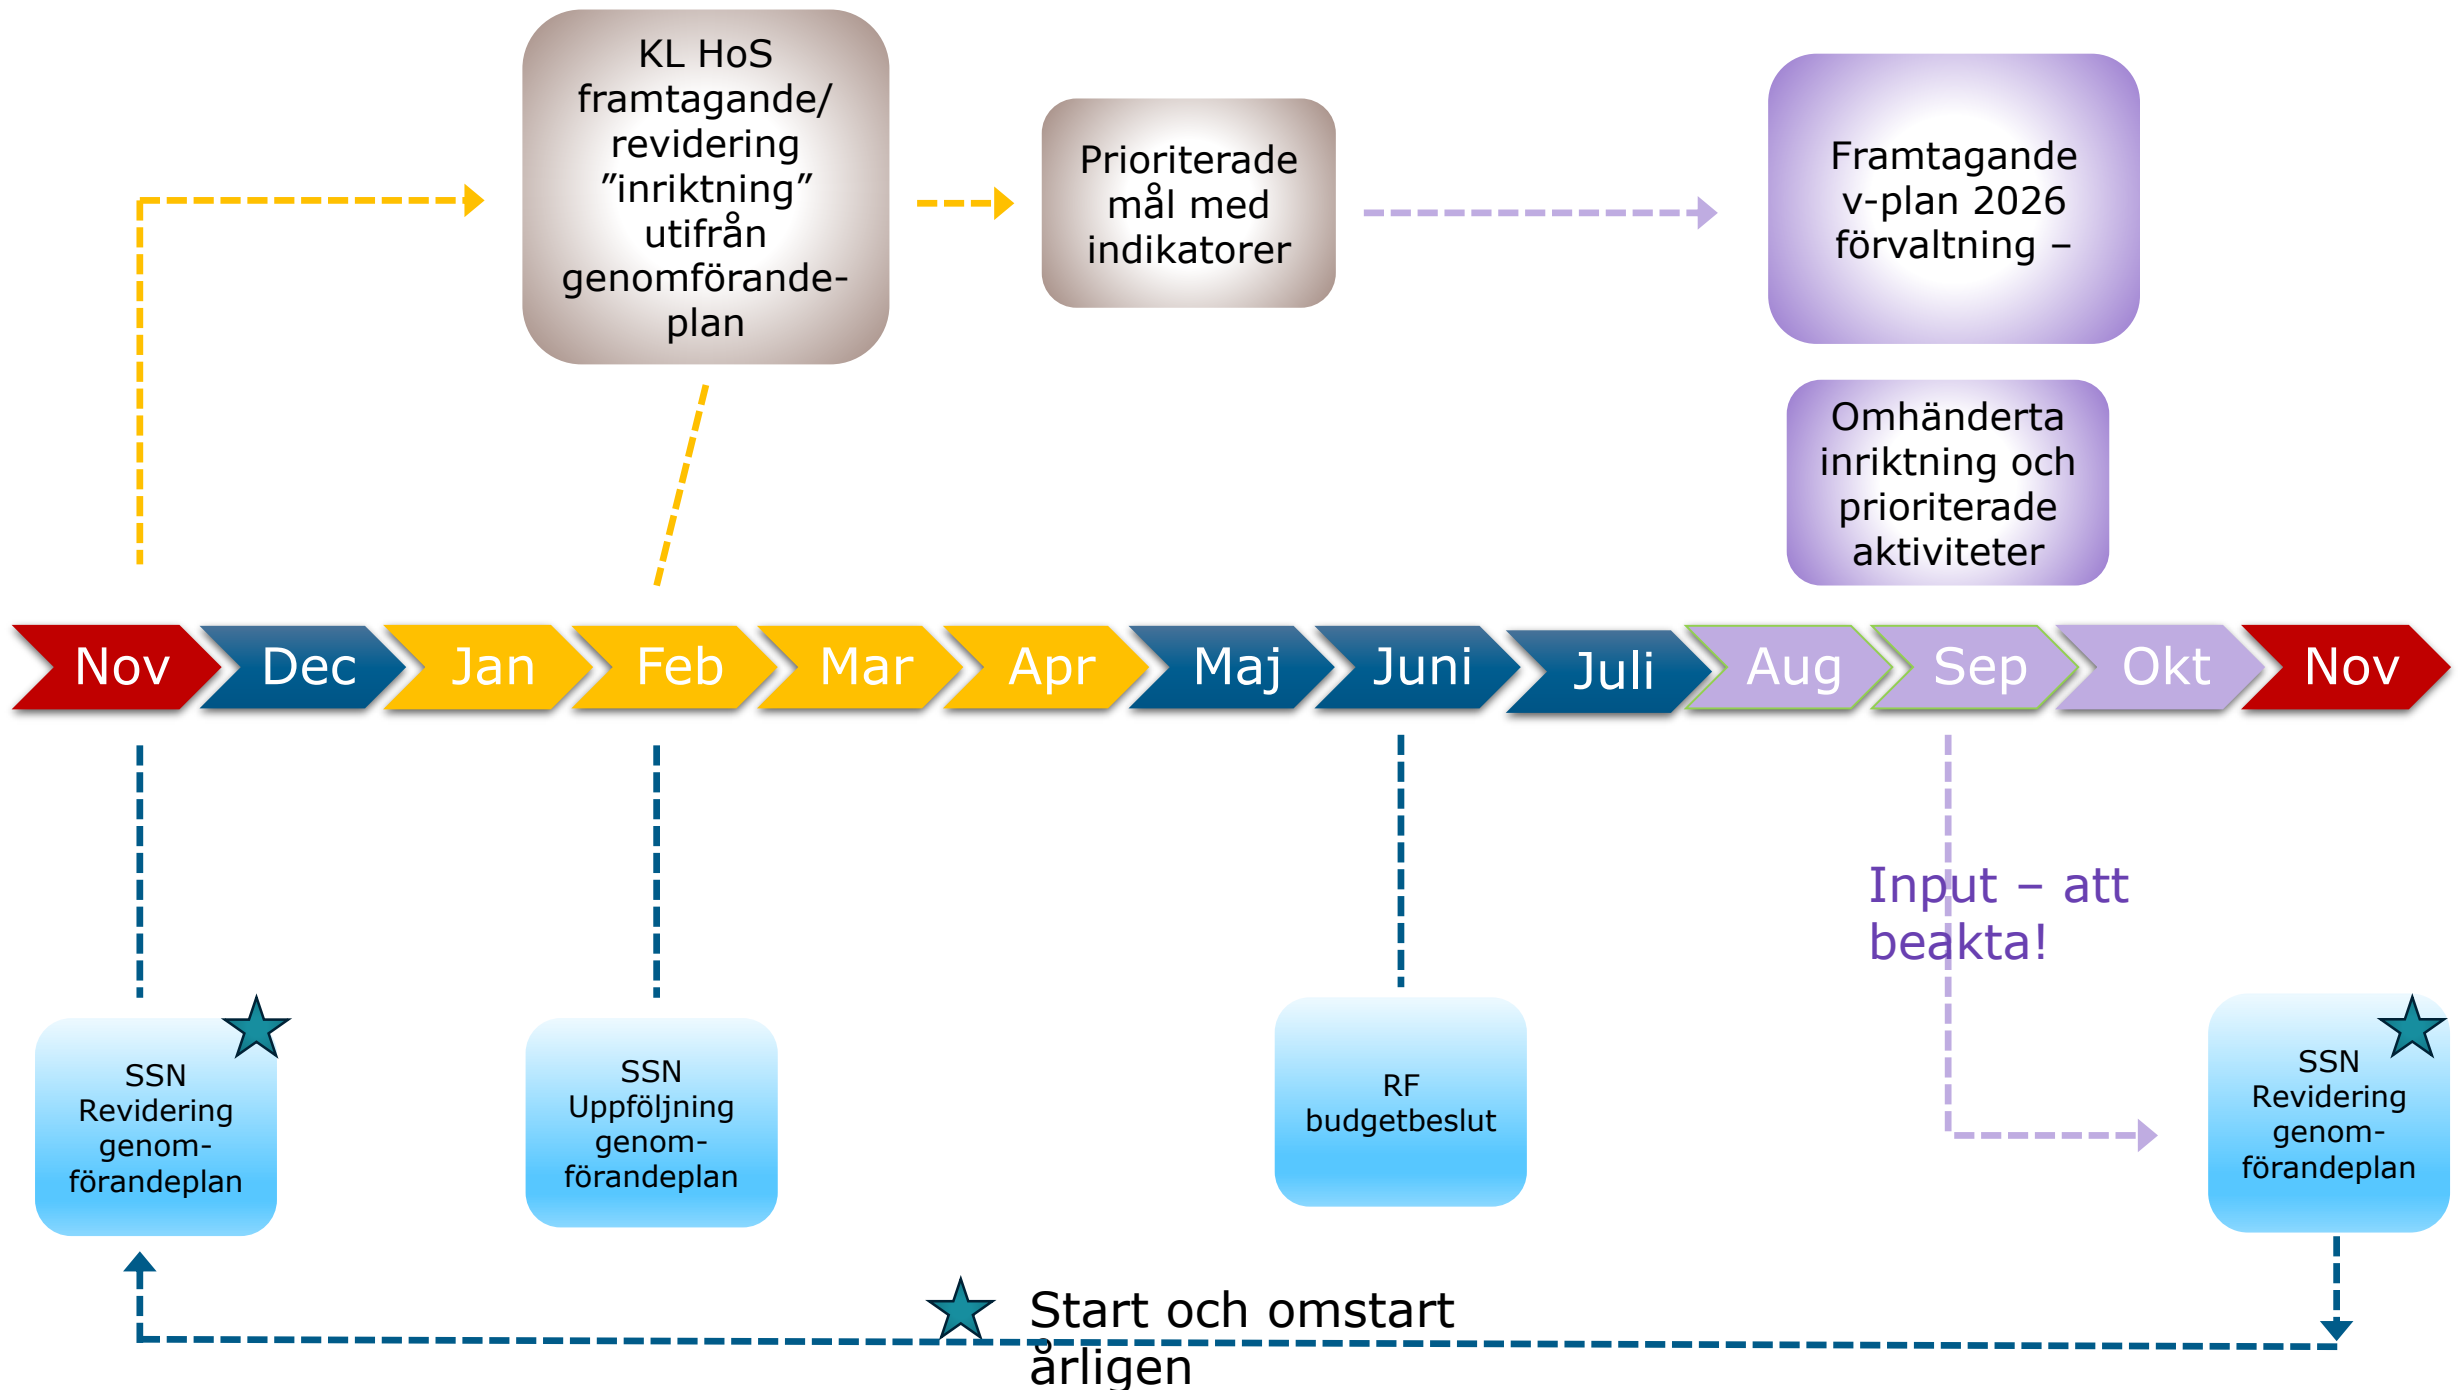 KL HoS
framtagande/
revidering
”inriktning”
utifrån
genomförande-
plan
Prioriterade
mål med
indikatorer
Framtagande
v-plan 2026
förvaltning –
Omhänderta
inriktning och
prioriterade
aktiviteter
Nov
Dec
Jan
Feb
Mar
Apr
Maj
Juni
Juli
Aug
Sep
Okt
Nov
Input – att
beakta!
SSN
Revidering
genom-
förandeplan
SSN
Uppföljning
genom-
förandeplan
RF
budgetbeslut
SSN
Revidering
genom-
förandeplan
Start och omstart
årligen